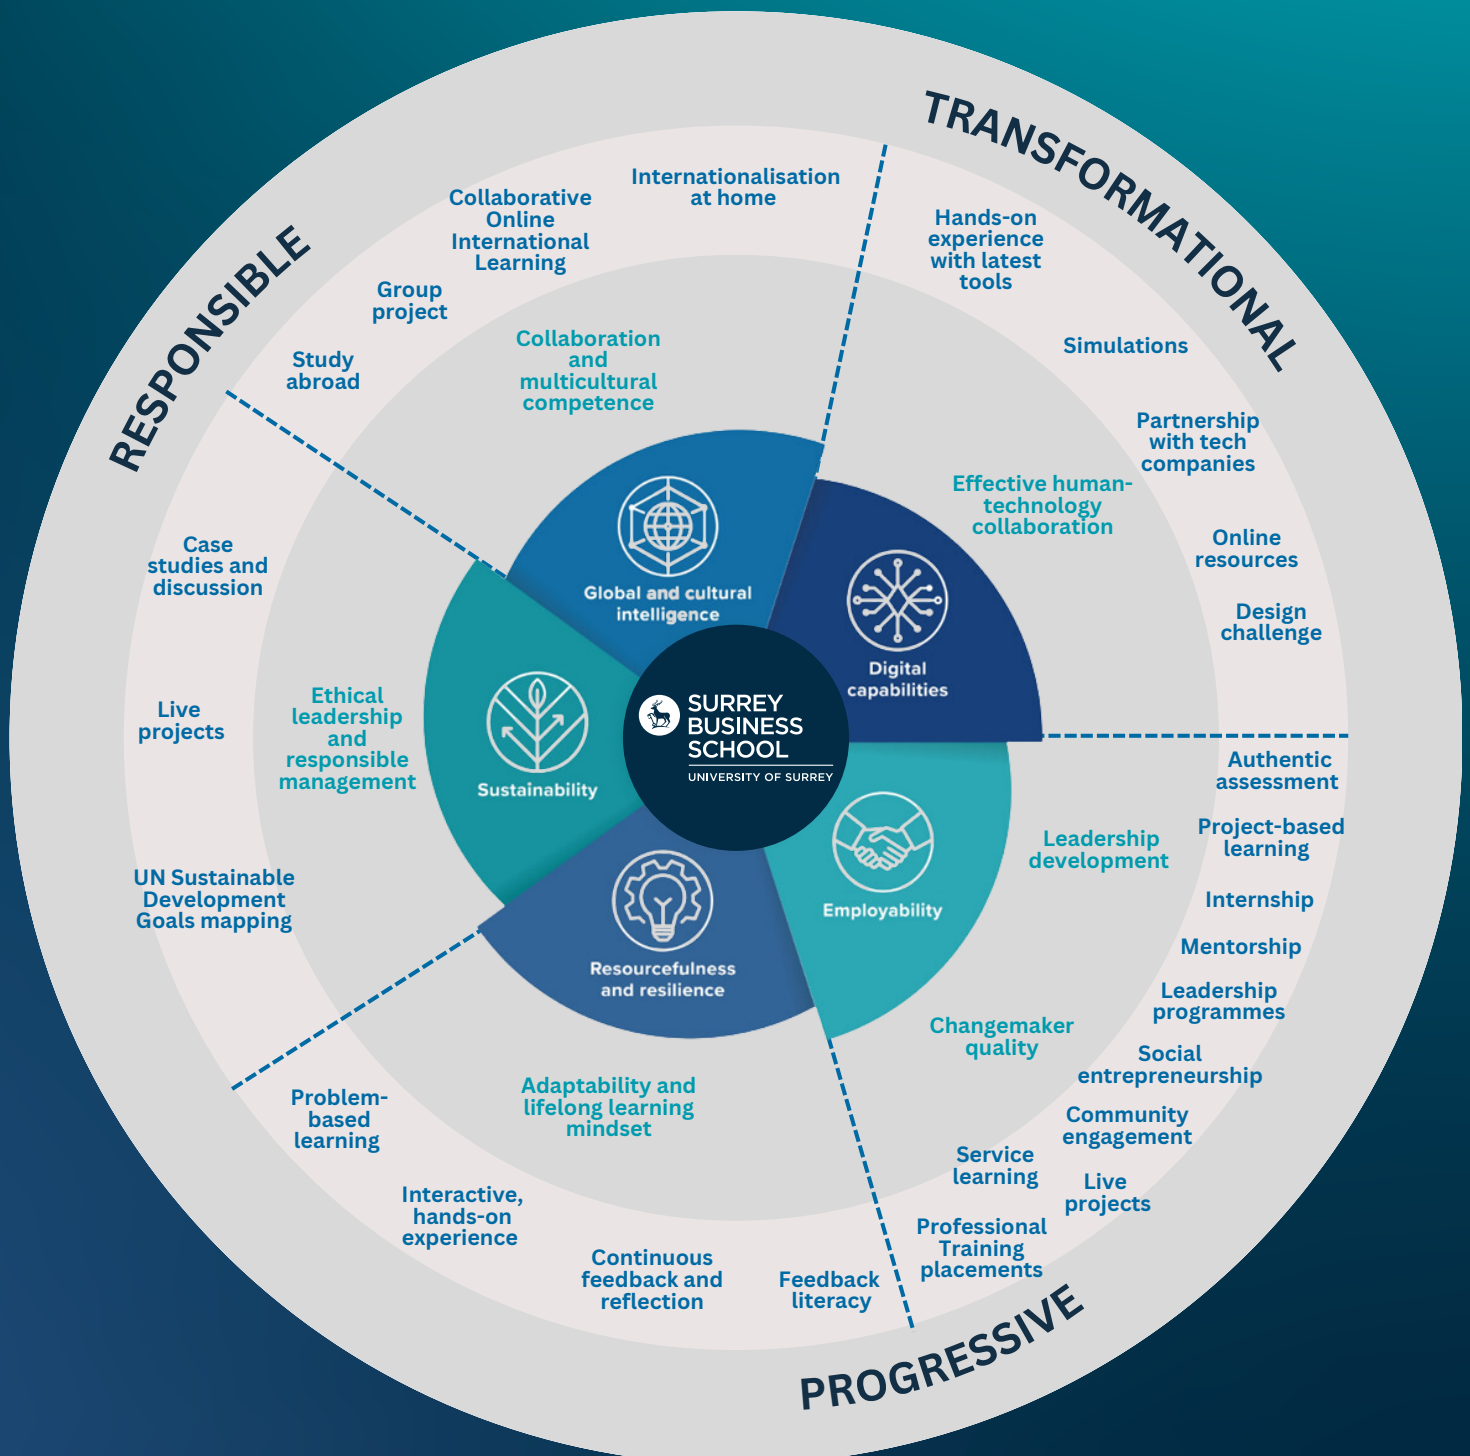 RESPONSIBLE
TRANSFORMATIONAL
PROGRESSIVE
SURREY
BUSINESS
SCHOOL
UNIVERSITY OF SURREY
Global and cultural
intelligence
Collaboration
and
multicultural
competence
Study
abroad
Group
project
Collaborative
Online
International
Learning
Internationalisation
at home
Digital
capabilities
Effective human-
technology
collaboration
Hands-on
experience
with latest
tools
Simulations
Partnership
with tech
companies
Online
resources
Design
challenge
Employability
Leadership
development
Changemaker
quality
Authentic
assessment
Project-based
learning
Internship
Mentorship
Leadership
programmes
Social
entrepreneurship
Community
engagement
Service
learning
Live
projects
Professional
Training
placements
Resourcefulness
and resilience
Adaptability and
lifelong learning
mindset
Feedback
literacy
Continuous
feedback and
reflection
Interactive,
hands-on
experience
Problem-
based
learning
Sustainability
Ethical
leadership
and
responsible
management
UN Sustainable
Development
Goals mapping
Live
projects
Case
studies and
discussion